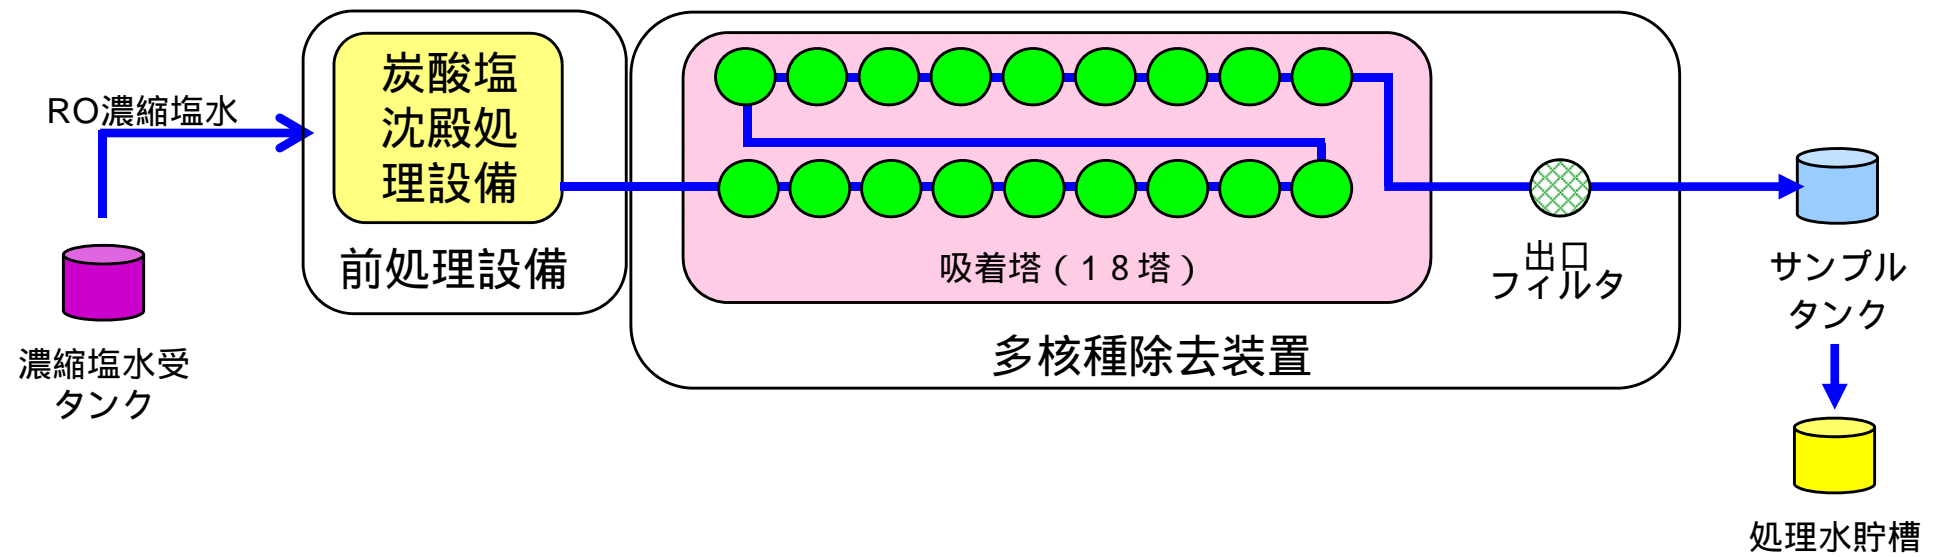 RO濃縮塩水
濃縮塩水受
タンク
炭酸塩
沈殿処
理設備
前処理設備
吸着塔（１８塔）
多核種除去装置
出口
フィルタ
サンプル
タンク
処理水貯槽